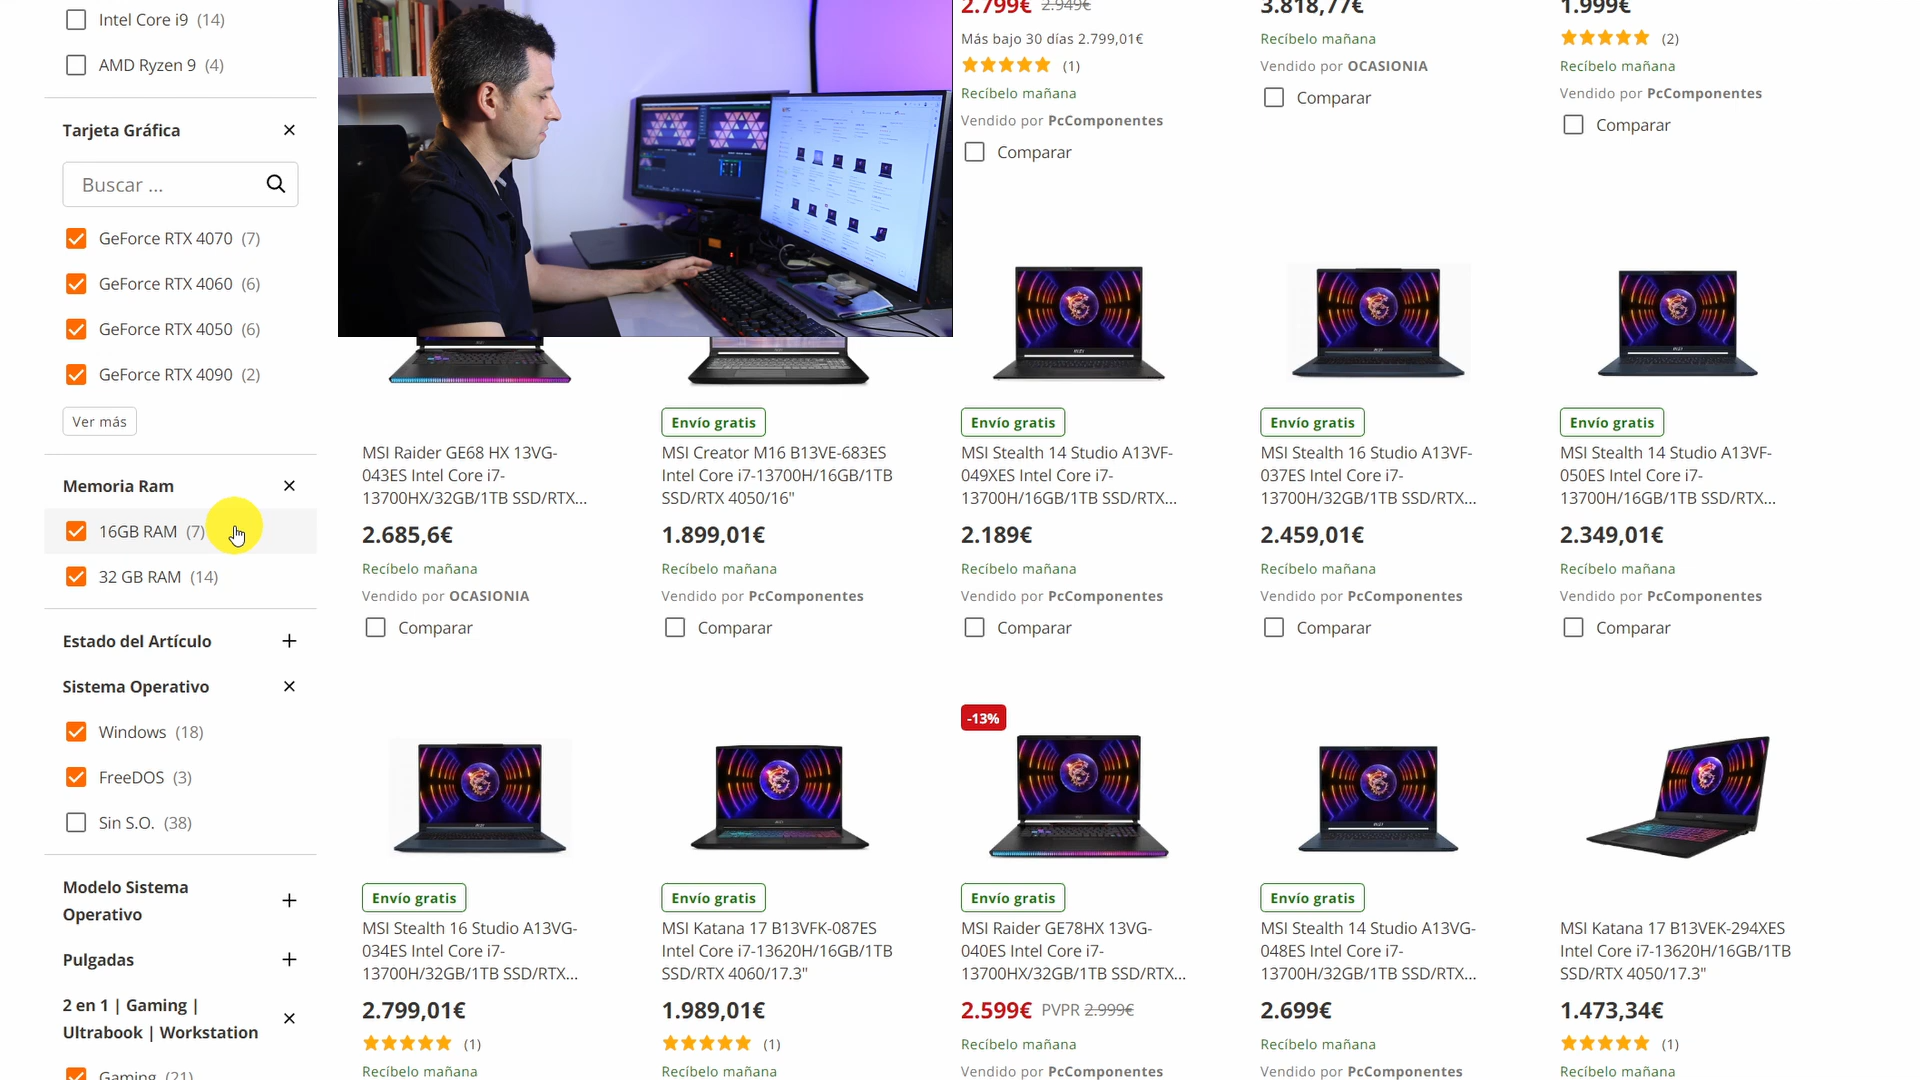 Intel Core i9 (14)
AMD Ryzen 9 (4)
Tarjeta Gráfica
Buscar ...
GeForce RTX 4070 (7)
GeForce RTX 4060 (6)
GeForce RTX 4050 (6)
GeForce RTX 4090 (2)
Ver más
Memoria Ram
16GB RAM (7)
32 GB RAM (14)
Estado del Artículo
Sistema Operativo
Windows (18)
FreeDOS (3)
Sin S.O. (38)
Modelo Sistema
Operativo
Pulgadas
2 en 1 | Gaming |
Ultrabook | Workstation
Gaming (21)
2.799€ 2.949€
Más bajo 30 días 2.799,01€
(1)
Recíbelo mañana
Vendido por PcComponentes
Comparar
3.818,77€
Recíbelo mañana
Vendido por OCASIONIA
Comparar
1.999€
(2)
Recíbelo mañana
Vendido por PcComponentes
Comparar
MSI Raider GE68 HX 13VG-
043ES Intel Core i7-
13700HX/32GB/1TB SSD/RTX...
2.685,6€
Recíbelo mañana
Vendido por OCASIONIA
Comparar
Envío gratis
MSI Creator M16 B13VE-683ES
Intel Core i7-13700H/16GB/1TB
SSD/RTX 4050/16"
1.899,01€
Recíbelo mañana
Vendido por PcComponentes
Comparar
Envío gratis
MSI Stealth 14 Studio A13VF-
049XES Intel Core i7-
13700H/16GB/1TB SSD/RTX...
2.189€
Recíbelo mañana
Vendido por PcComponentes
Comparar
Envío gratis
MSI Stealth 16 Studio A13VF-
037ES Intel Core i7-
13700H/32GB/1TB SSD/RTX...
2.459,01€
Recíbelo mañana
Vendido por PcComponentes
Comparar
Envío gratis
MSI Stealth 14 Studio A13VF-
050ES Intel Core i7-
13700H/16GB/1TB SSD/RTX...
2.349,01€
Recíbelo mañana
Vendido por PcComponentes
Comparar
Envío gratis
MSI Stealth 16 Studio A13VG-
034ES Intel Core i7-
13700H/32GB/1TB SSD/RTX...
2.799,01€
(1)
Recíbelo mañana
Envío gratis
MSI Katana 17 B13VFK-087ES
Intel Core i7-13620H/16GB/1TB
SSD/RTX 4060/17.3"
1.989,01€
(1)
Recíbelo mañana
-13%
Envío gratis
MSI Raider GE78HX 13VG-
040ES Intel Core i7-
13700HX/32GB/1TB SSD/RTX...
2.599€ PVPR 2.999€
Recíbelo mañana
Vendido por PcComponentes
Envío gratis
MSI Stealth 14 Studio A13VG-
048ES Intel Core i7-
13700H/32GB/1TB SSD/RTX...
2.699€
Recíbelo mañana
Vendido por PcComponentes
MSI Katana 17 B13VEK-294XES
Intel Core i7-13620H/16GB/1TB
SSD/RTX 4050/17.3"
1.473,34€
(1)
Recíbelo mañana